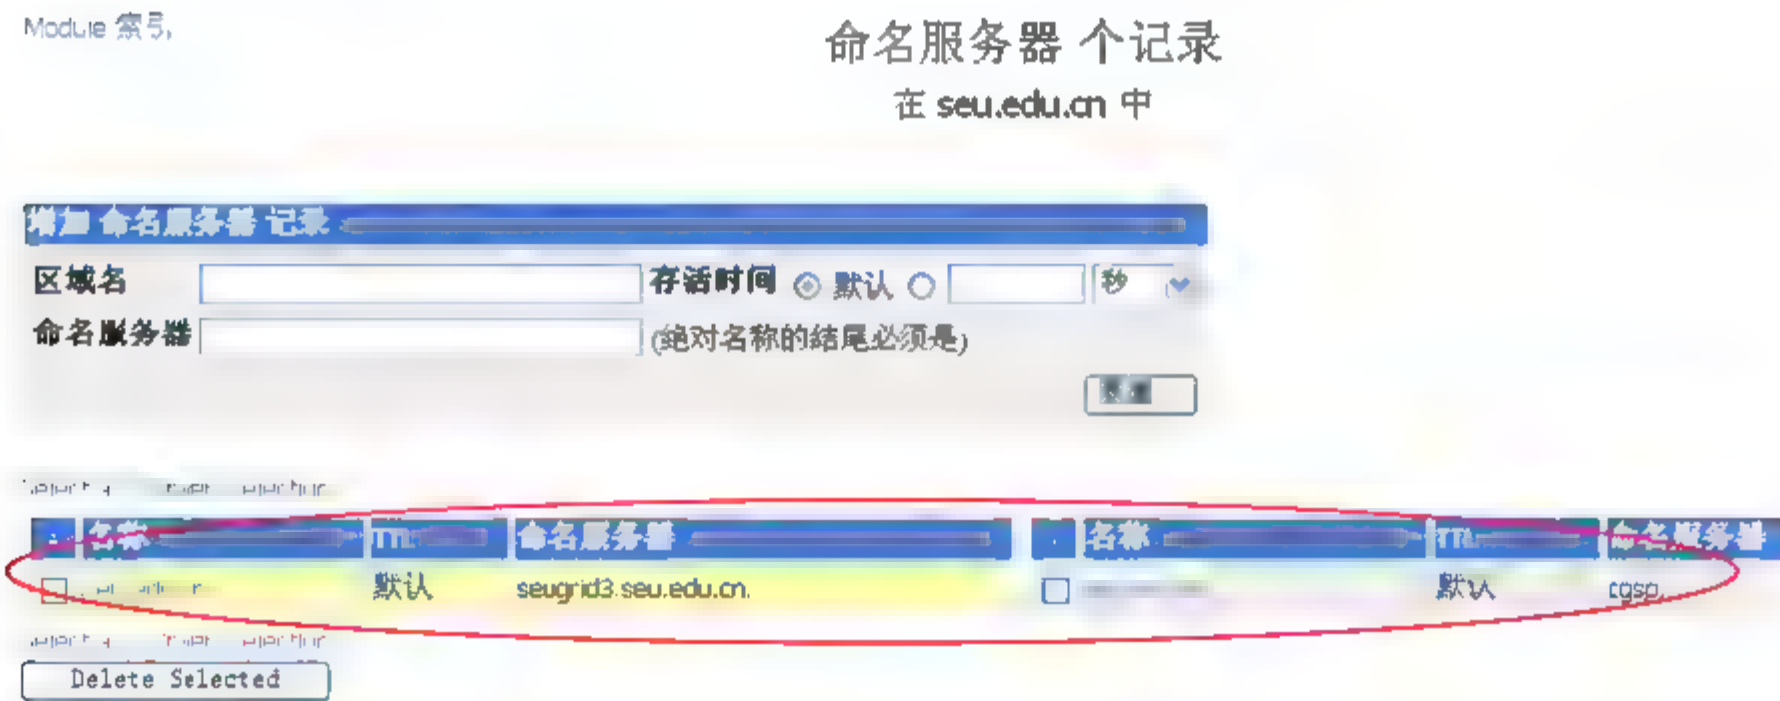 Module 索引,
命名服务器 个记录
在 seu.edu.cn 中
增加 命名服务器 记录
区域名 存活时间 默认 秒
命名服务器 (绝对名称的结尾必须是)
名称 TTL 命名服务器 名称 TTL 命名服务器
默认 seugrid3.seu.edu.cn. 默认 cgsp.
Delete Selected